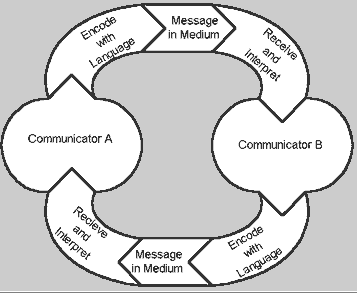 Encode
with
Language
Message
in Medium
Receive
and
Interpret
Communicator A
Communicator B
Recieve
and
Interpret
Message
in Medium
Encode
with
Language